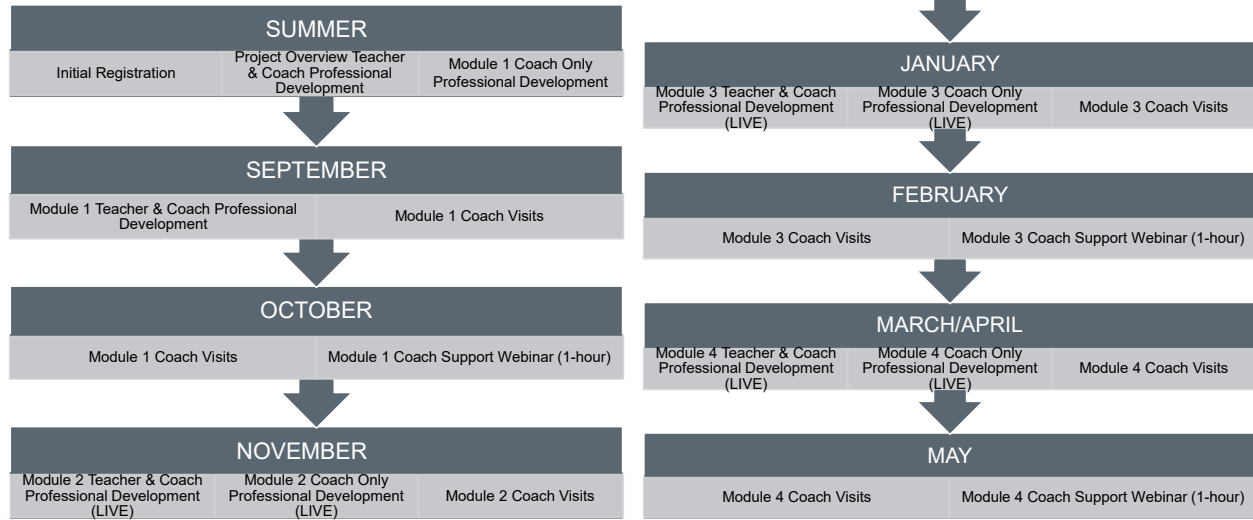 SUMMER
Initial Registration
Project Overview Teacher
& Coach Professional
Development
Module 1 Coach Only
Professional Development
SEPTEMBER
Module 1 Teacher & Coach Professional
Development
Module 1 Coach Visits
OCTOBER
Module 1 Coach Visits
Module 1 Coach Support Webinar (1-hour)
NOVEMBER
Module 2 Teacher & Coach
Professional Development
(LIVE)
Module 2 Coach Only
Professional Development
(LIVE)
Module 2 Coach Visits
JANUARY
Module 3 Teacher & Coach
Professional Development
(LIVE)
Module 3 Coach Only
Professional Development
(LIVE)
Module 3 Coach Visits
FEBRUARY
Module 3 Coach Visits
Module 3 Coach Support Webinar (1-hour)
MARCH/APRIL
Module 4 Teacher & Coach
Professional Development
(LIVE)
Module 4 Coach Only
Professional Development
(LIVE)
Module 4 Coach Visits
MAY
Module 4 Coach Visits
Module 4 Coach Support Webinar (1-hour)